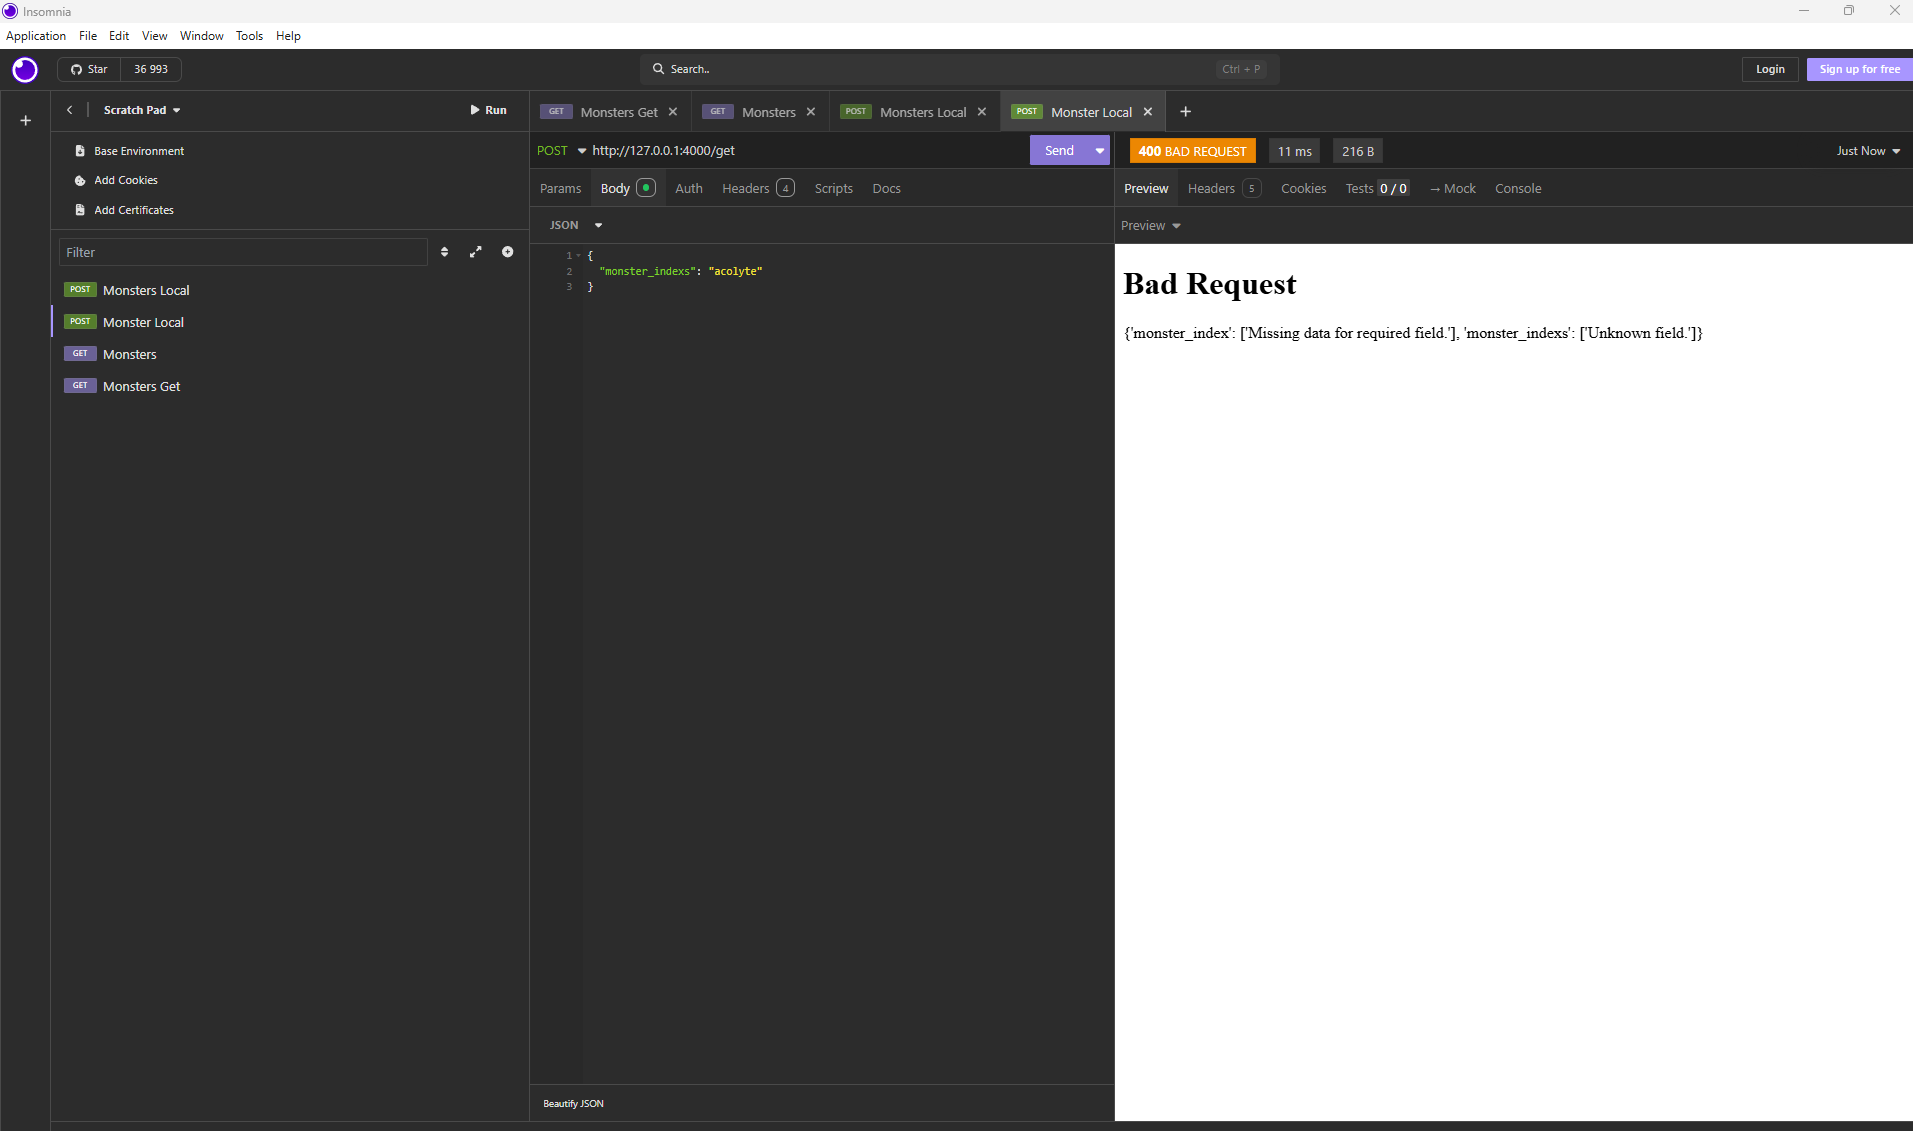 Insomnia
Application File Edit View Window Tools Help
Star 36 993
Search..
Ctrl + P
Login
Sign up for free
Scratch Pad
Run
GET Monsters Get
GET Monsters
POST Monsters Local
POST Monster Local
Base Environment
Add Cookies
Add Certificates
Filter
POST Monsters Local
POST Monster Local
GET Monsters
GET Monsters Get
POST http://127.0.0.1:4000/get
Send
Params Body Auth Headers 4 Scripts Docs
JSON
1 {
2 "monster_indexs": "acolyte"
3 }
Beautify JSON
400 BAD REQUEST 11 ms 216 B
Just Now
Preview Headers 5 Cookies Tests 0 / 0 → Mock Console
Preview
Bad Request
{'monster_index': ['Missing data for required field.'], 'monster_indexs': ['Unknown field.']}